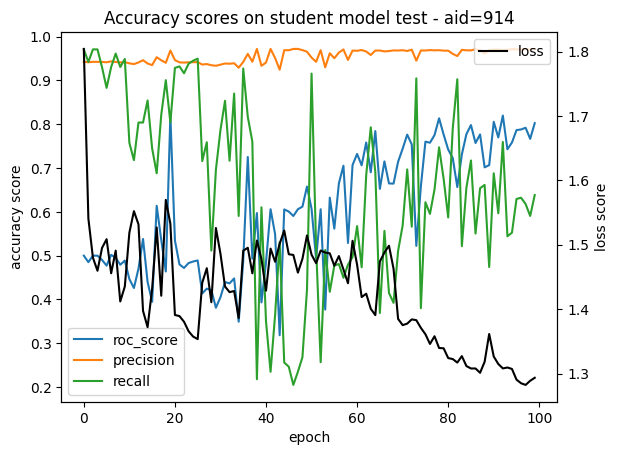 Accuracy scores on student model test - aid=914
1.0
0.9
0.8
0.7
0.6
0.5
0.4
0.3
0.2
accuracy score
0
20
40
60
80
100
epoch
1.8
1.7
1.6
1.5
1.4
1.3
loss score
loss
roc_score
precision
recall